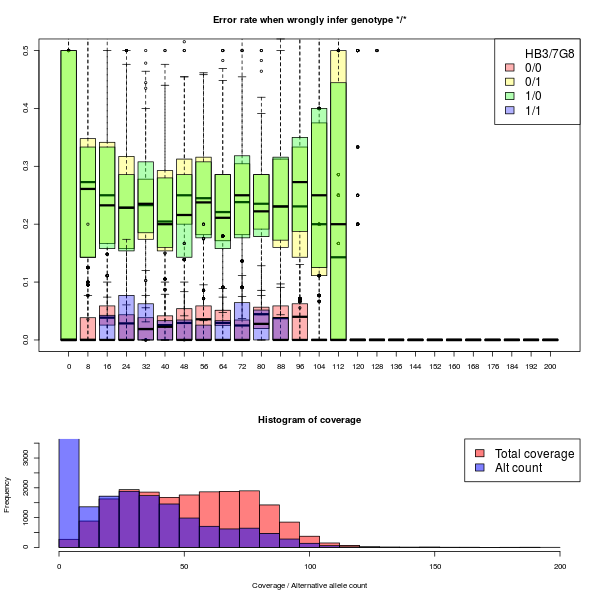 Error rate when wrongly infer genotype */*
HB3/7G8
0/0
0/1
1/0
1/1
0.5
0.4
0.3
0.2
0.1
0.0
0 8 16 24 32 40 48 56 64 72 80 88 96 104 112 120 128 136 144 152 160 168 176 184 192 200
Histogram of coverage
Total coverage
Alt count
Frequency
3000
2000
1000
0
0 50 100 150 200
Coverage / Alternative allele count